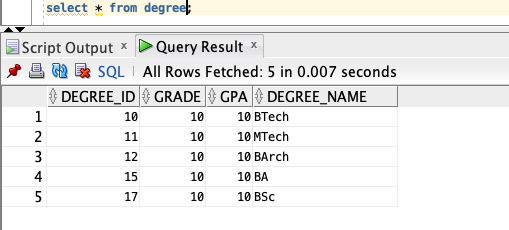 select * from degree;
Script Output x Query Result x
SQL | All Rows Fetched: 5 in 0.007 seconds
DEGREE_ID GRADE GPA DEGREE_NAME
1 10 10 10 BTech
2 11 10 10 MTech
3 12 10 10 BArch
4 15 10 10 BA
5 17 10 10 BSc